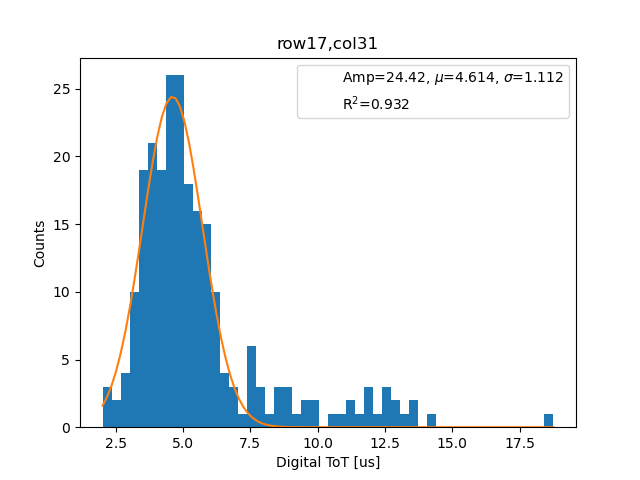 row17,col31
Amp=24.42, μ=4.614, σ=1.112
R²=0.932
Counts
25
20
15
10
5
0
2.5 5.0 7.5 10.0 12.5 15.0 17.5
Digital ToT [us]